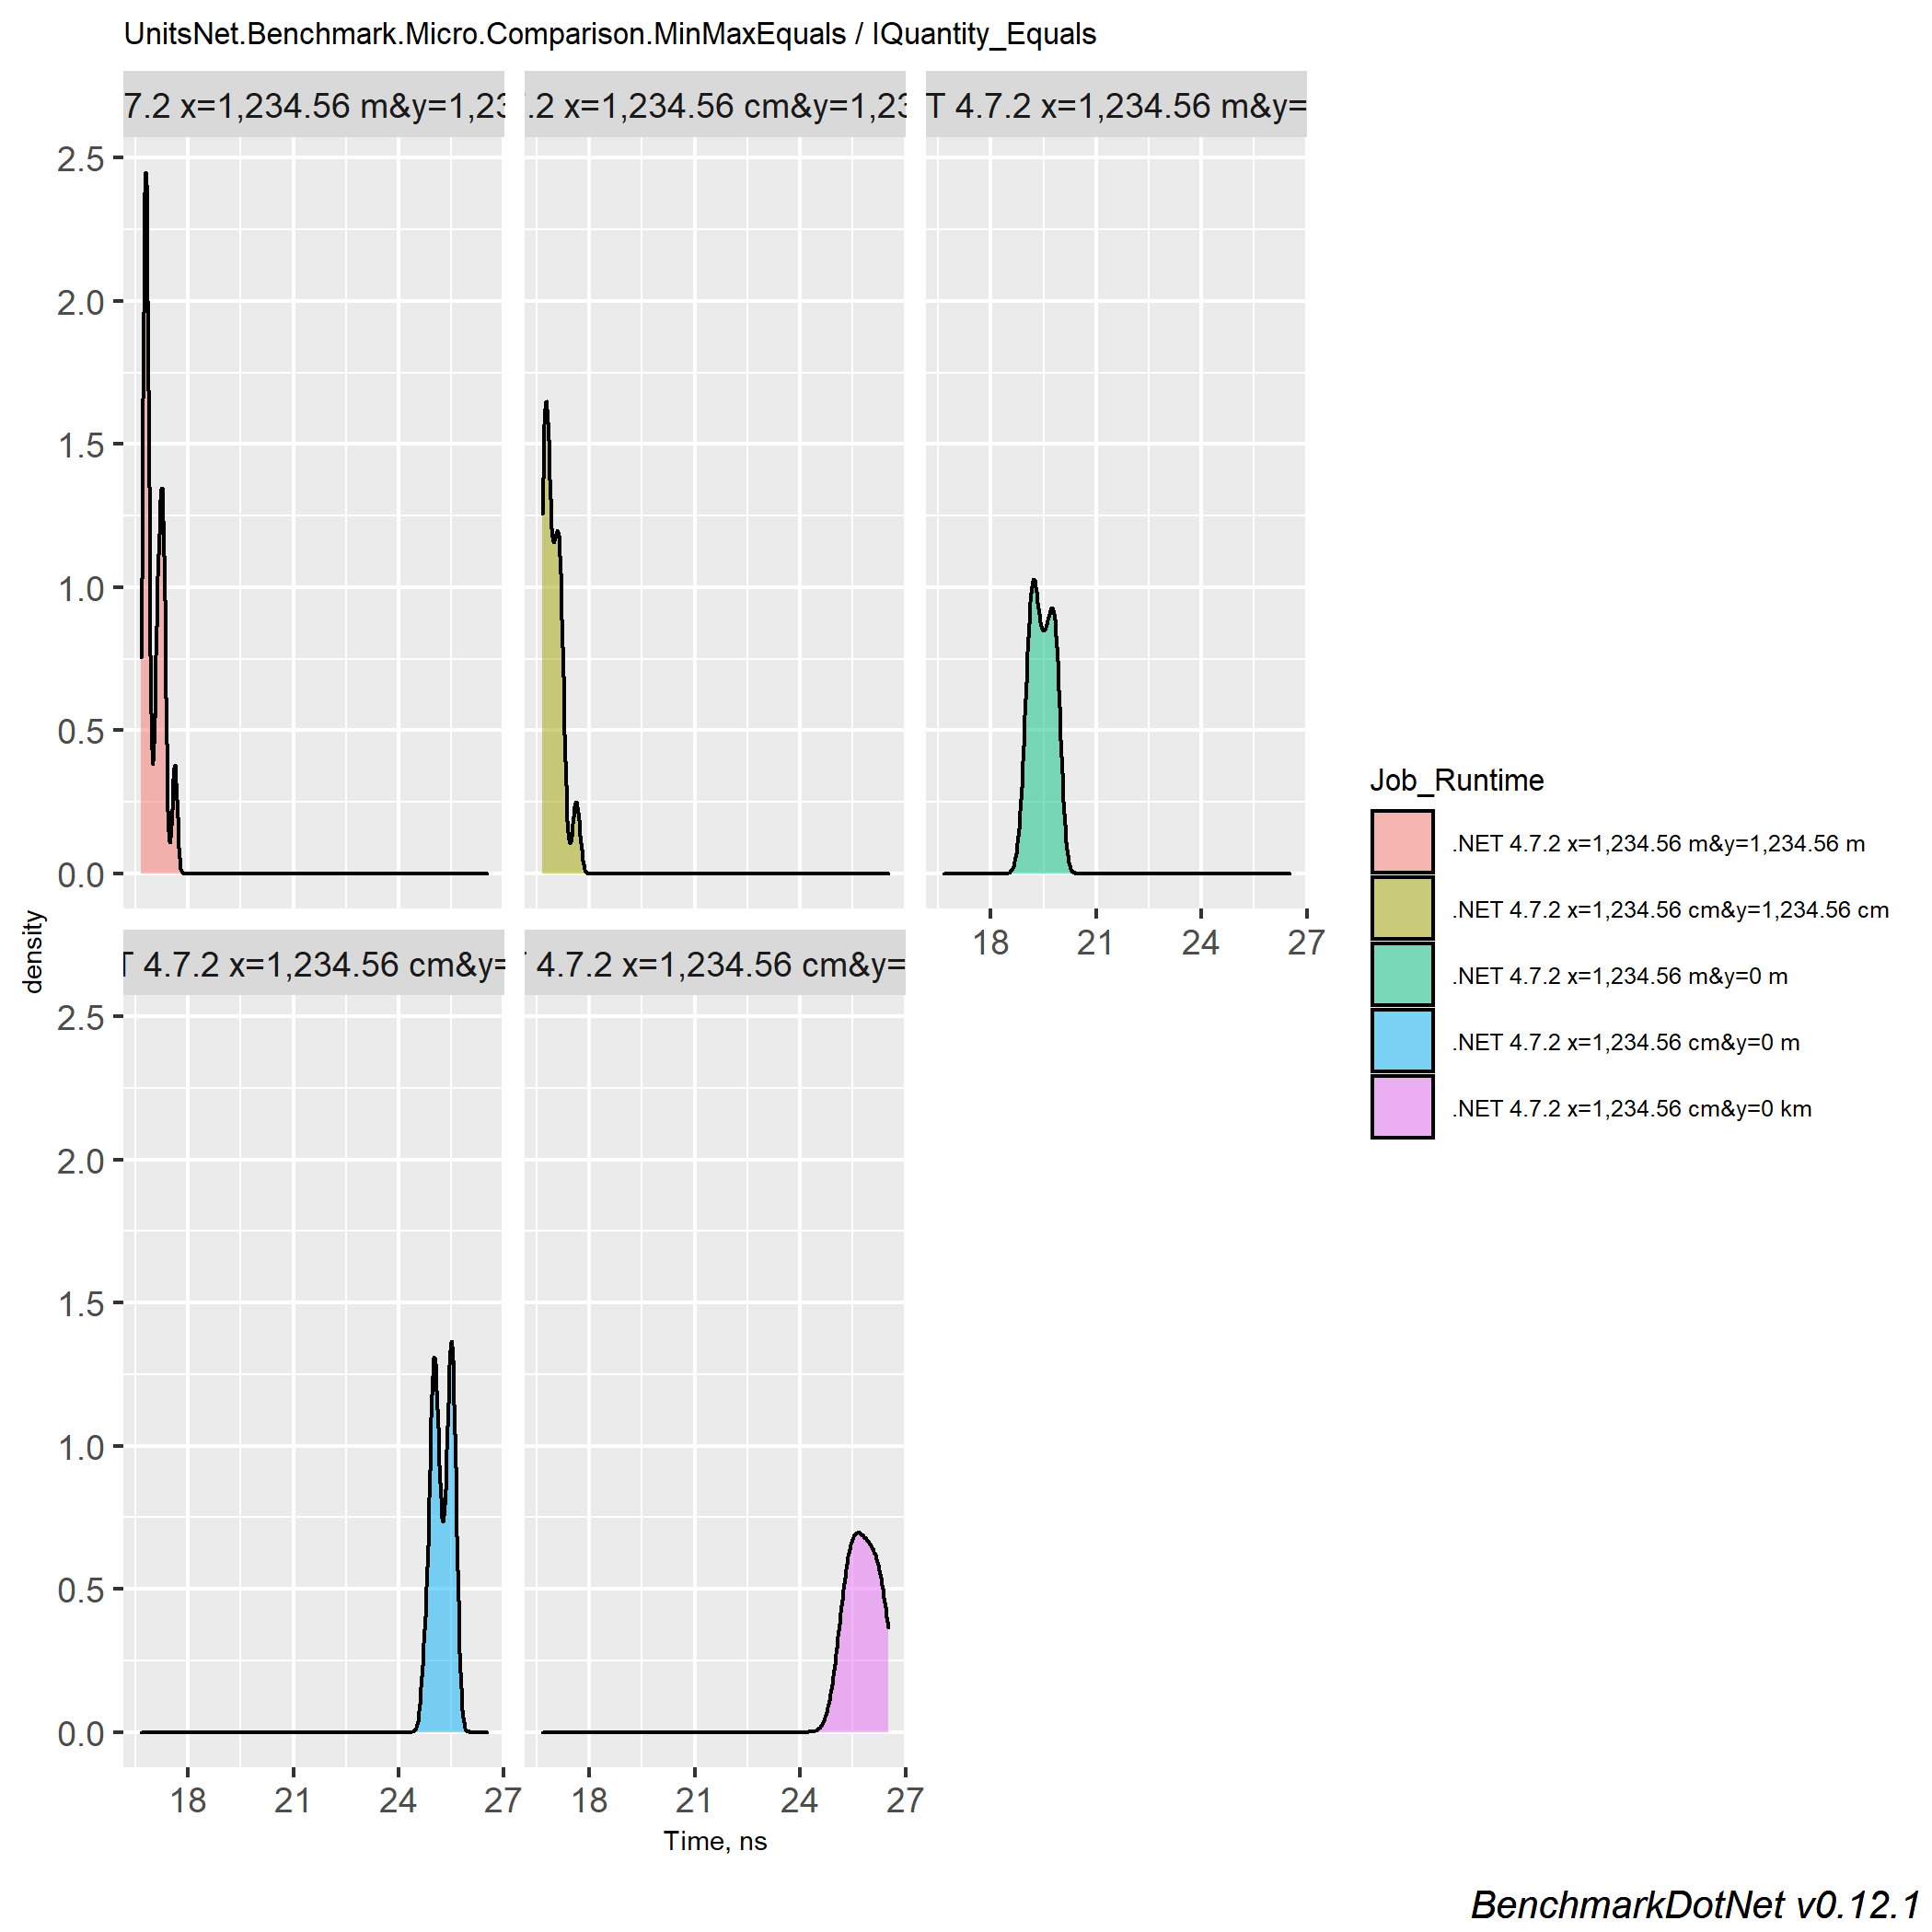 UnitsNet.Benchmark.Micro.Comparison.MinMaxEquals / IQuantity_Equals
7.2 x=1,234.56 m&y=1,23
.2 x=1,234.56 cm&y=1,23
T 4.7.2 x=1,234.56 m&y=
2.5
2.0
1.5
1.0
0.5
0.0
18 21 24 27
T 4.7.2 x=1,234.56 cm&y=
4.7.2 x=1,234.56 cm&y=
2.5
2.0
1.5
1.0
0.5
0.0
18 21 24 27
18 21 24 27
density
Time, ns
Job_Runtime
.NET 4.7.2 x=1,234.56 m&y=1,234.56 m
.NET 4.7.2 x=1,234.56 cm&y=1,234.56 cm
.NET 4.7.2 x=1,234.56 m&y=0 m
.NET 4.7.2 x=1,234.56 cm&y=0 m
.NET 4.7.2 x=1,234.56 cm&y=0 km
BenchmarkDotNet v0.12.1